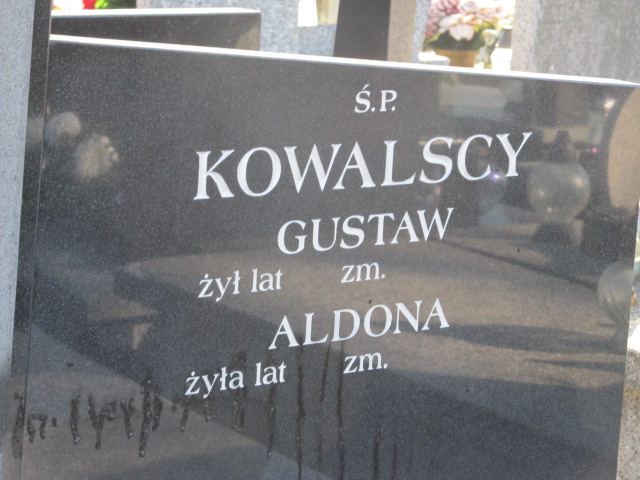 Ś.P.
KOWALSCY
GUSTAW
żył lat zm.
ALDONA
żyła lat zm.